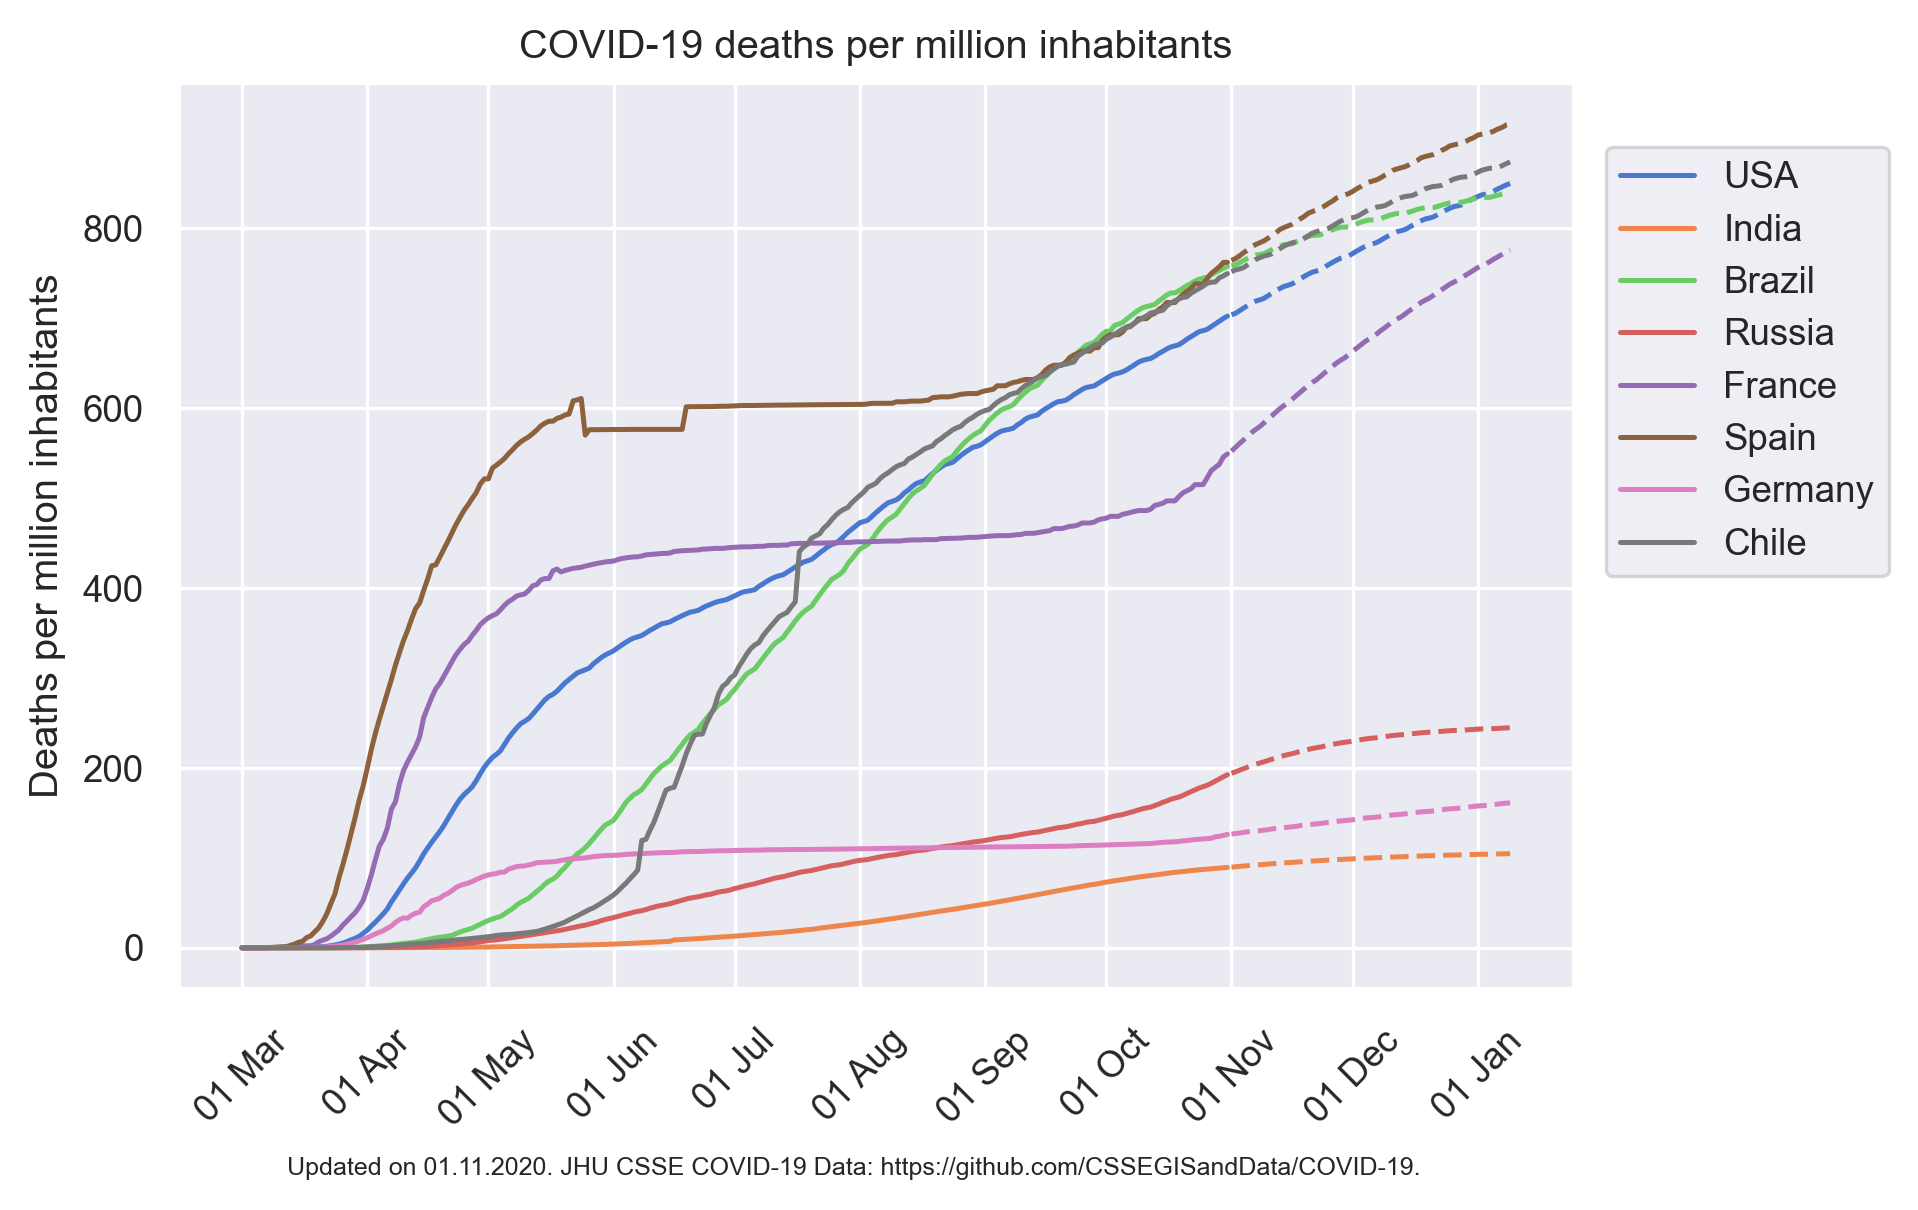 COVID-19 deaths per million inhabitants
Deaths per million inhabitants
800
600
400
200
0
01 Mar
01 Apr
01 May
01 Jun
01 Jul
01 Aug
01 Sep
01 Oct
01 Nov
01 Dec
01 Jan
USA
India
Brazil
Russia
France
Spain
Germany
Chile
Updated on 01.11.2020. JHU CSSE COVID-19 Data: https://github.com/CSSEGISandData/COVID-19.